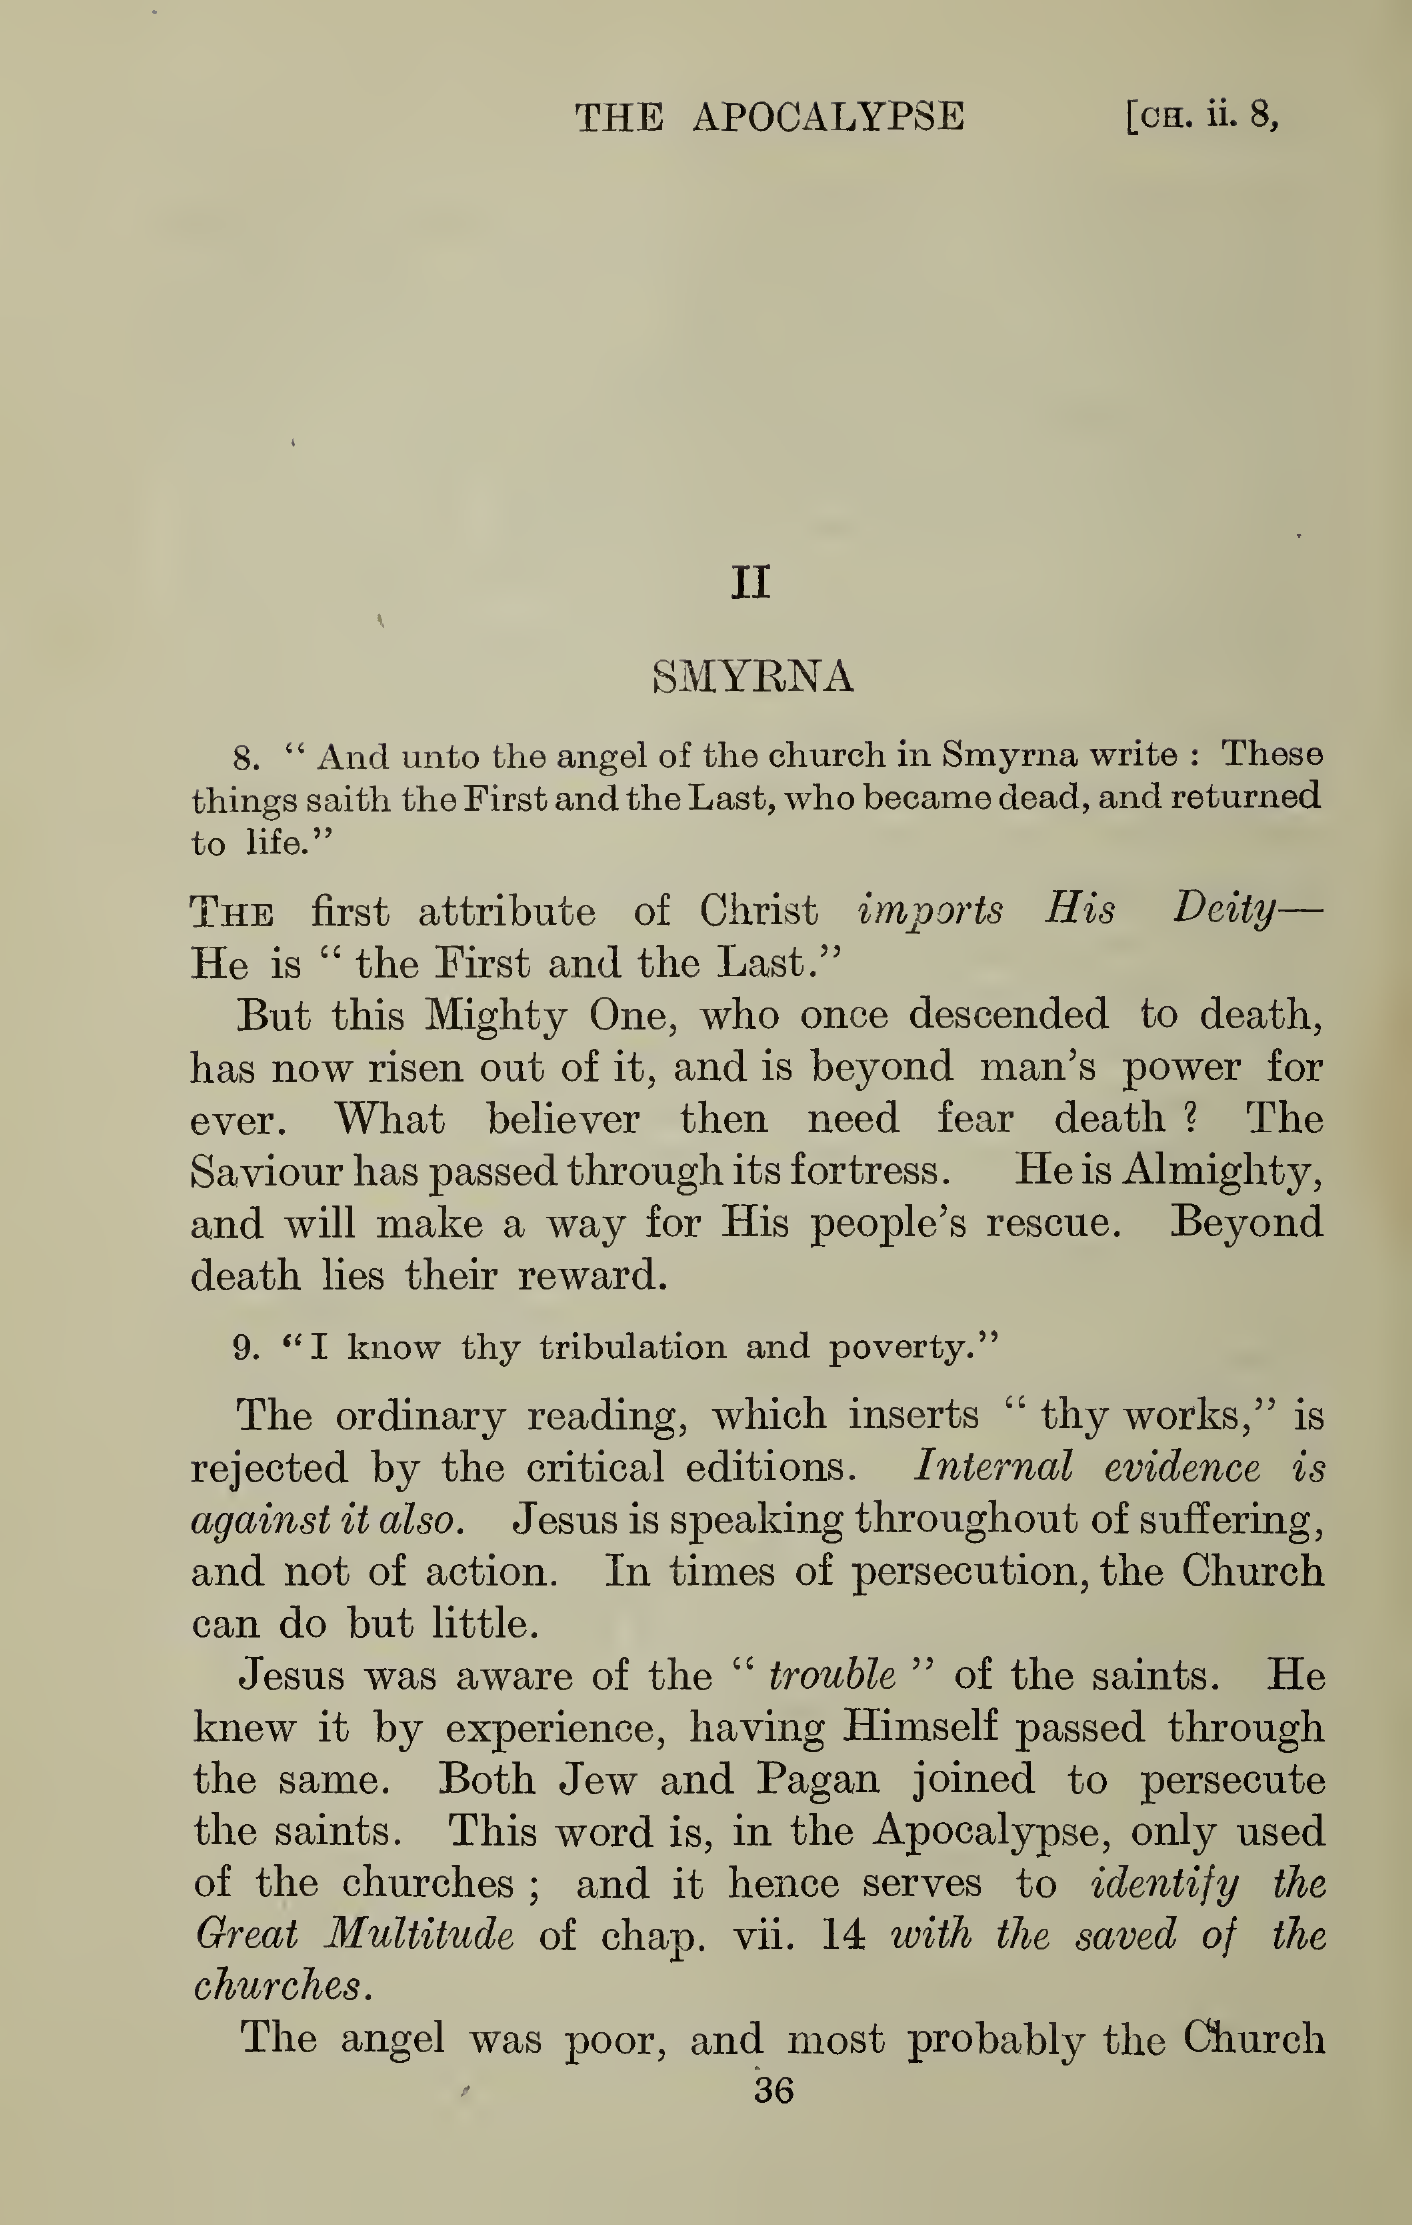 THE APOCALYPSE [CH. ii. 8,
II
SMYRNA
8. “ And unto the angel of the church in Smyrna write : These
things saith the First and the Last, who became dead, and returned
to life.”
THE first attribute of Christ imports His Deity—
He is “ the First and the Last.”
But this Mighty One, who once descended to death,
has now risen out of it, and is beyond man’s power for
ever. What believer then need fear death ? The
Saviour has passed through its fortress. He is Almighty,
and will make a way for His people’s rescue. Beyond
death lies their reward.
9. “I know thy tribulation and poverty.”
The ordinary reading, which inserts “ thy works,” is
rejected by the critical editions. Internal evidence is
against it also. Jesus is speaking throughout of suffering,
and not of action. In times of persecution, the Church
can do but little.
Jesus was aware of the “ trouble ” of the saints. He
knew it by experience, having Himself passed through
the same. Both Jew and Pagan joined to persecute
the saints. This word is, in the Apocalypse, only used
of the churches ; and it hence serves to identify the
Great Multitude of chap. vii. 14 with the saved of the
churches.
The angel was poor, and most probably the Church
36